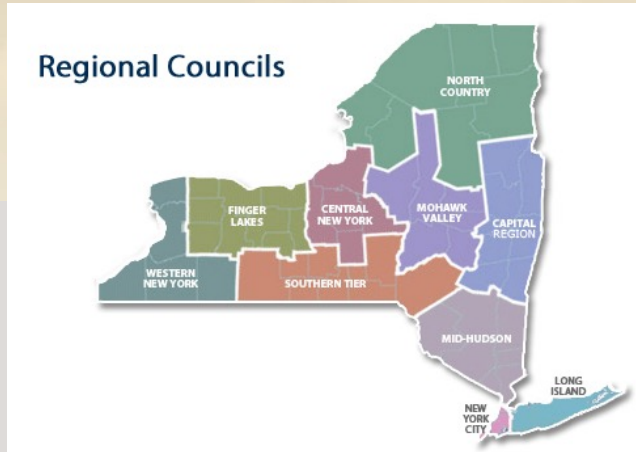 Regional Councils
NORTH
COUNTRY
FINGER
LAKES
CENTRAL
NEW YORK
MOHAWK
VALLEY
CAPITAL
REGION
WESTERN
NEW YORK
SOUTHERN TIER
MID-HUDSON
LONG
ISLAND
NEW
YORK
CITY